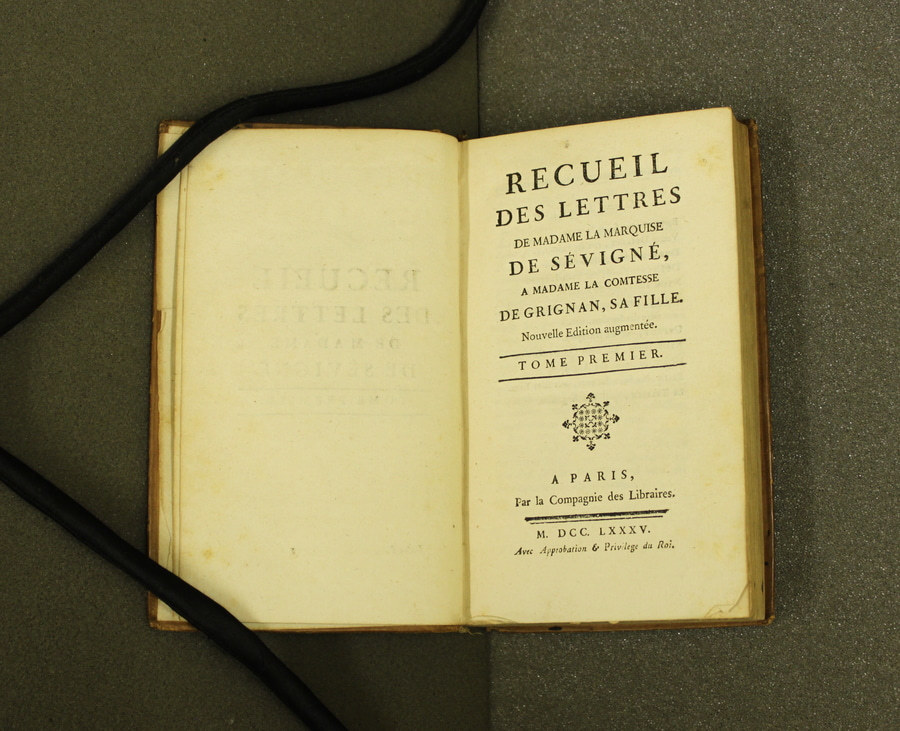 RECUEIL
DES LETTRES
DE MADAME LA MARQUISE
DE SÉVIGNÉ,
A MADAME LA COMTESSE
DE GRIGNAN, SA FILLE.
Nouvelle Edition augmentée.
TOME PREMIER.
A PARIS,
Par la Compagnie des Libraires.
M. DCC. LXXXV.
Avec Approbation & Privilege du Roi.